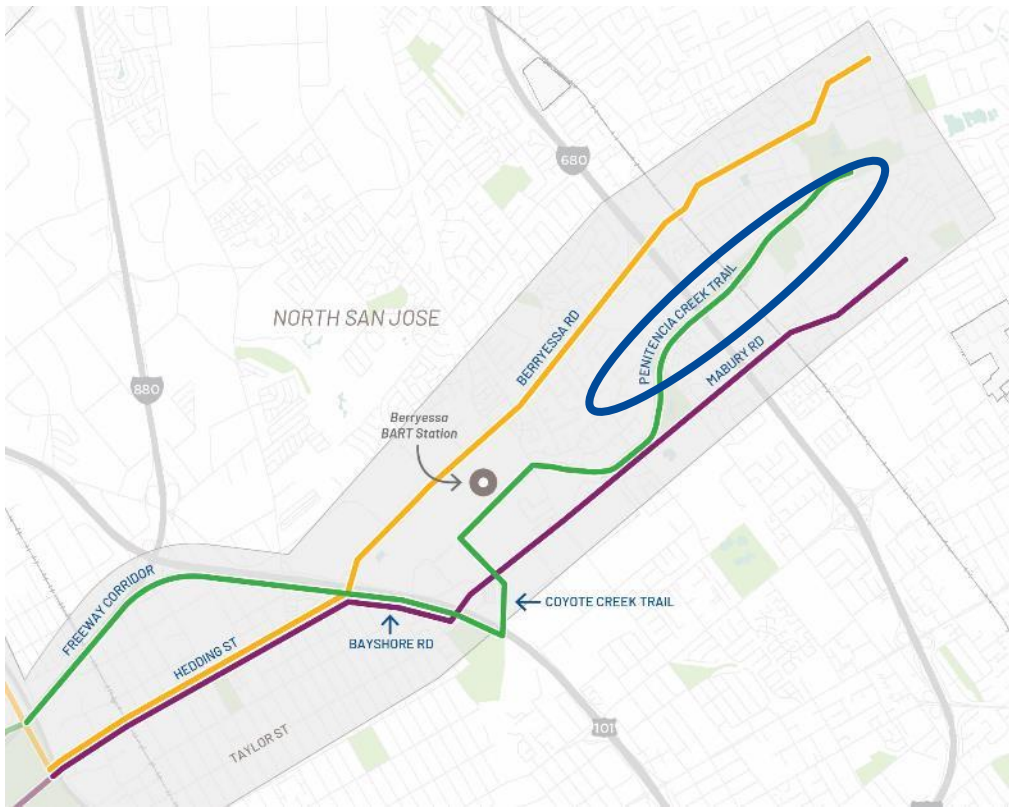 680
NORTH SAN JOSE
BERRYESSA RD
PENITENCIA CREEK TRAIL
MABURY RD
880
Berryessa
BART Station
FREEWAY CORRIDOR
HEDDING ST
BAYSHORE RD
COYOTE CREEK TRAIL
TAYLOR ST
101